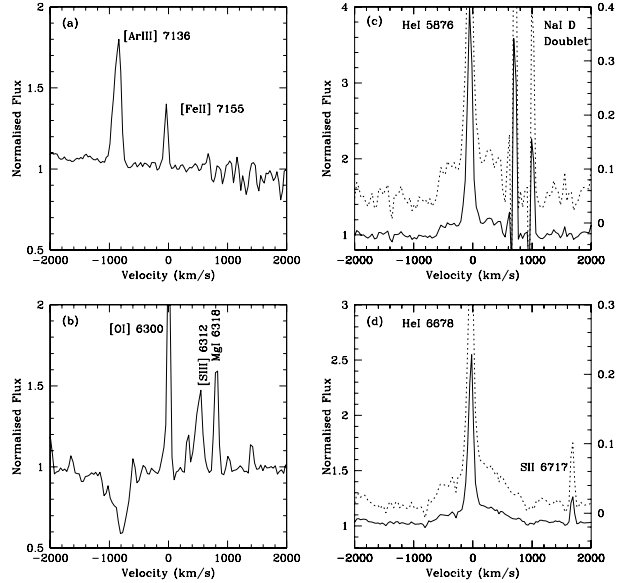 (a)
[ArIII] 7136
[FeII] 7155
2
1.5
1
0.5
Normalised Flux
−2000 −1000 0 1000 2000
Velocity (km/s)
(c)
HeI 5876
NaI D
Doublet
4
3
2
1
Normalised Flux
0.4
0.3
0.2
0.1
0
−2000 −1000 0 1000 2000
Velocity (km/s)
(b)
[OI] 6300
[SIII] 6312
MgI 6318
2
1.5
1
0.5
Normalised Flux
−2000 −1000 0 1000 2000
Velocity (km/s)
(d)
HeI 6678
SII 6717
3
2.5
2
1.5
1
Normalised Flux
0.3
0.2
0.1
0
−2000 −1000 0 1000 2000
Velocity (km/s)